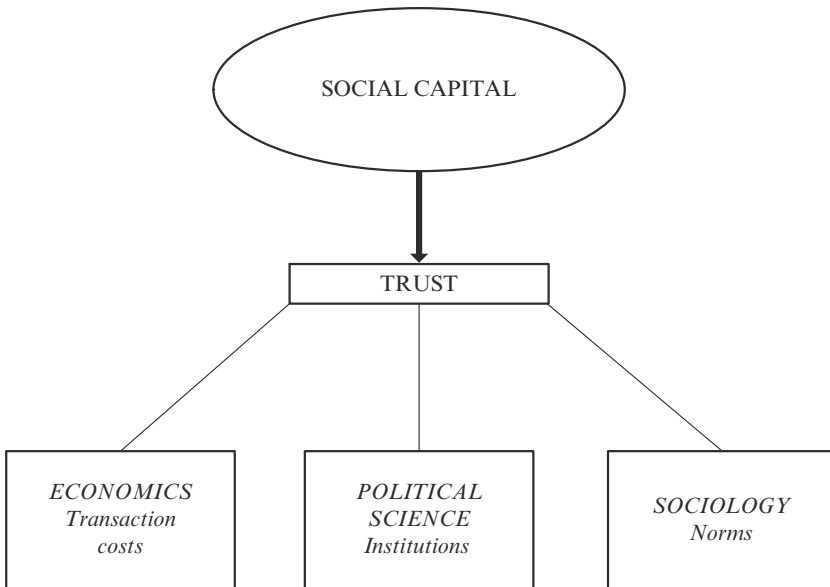 SOCIAL CAPITAL
TRUST
ECONOMICS
Transaction
costs
POLITICAL
SCIENCE
Institutions
SOCIOLOGY
Norms